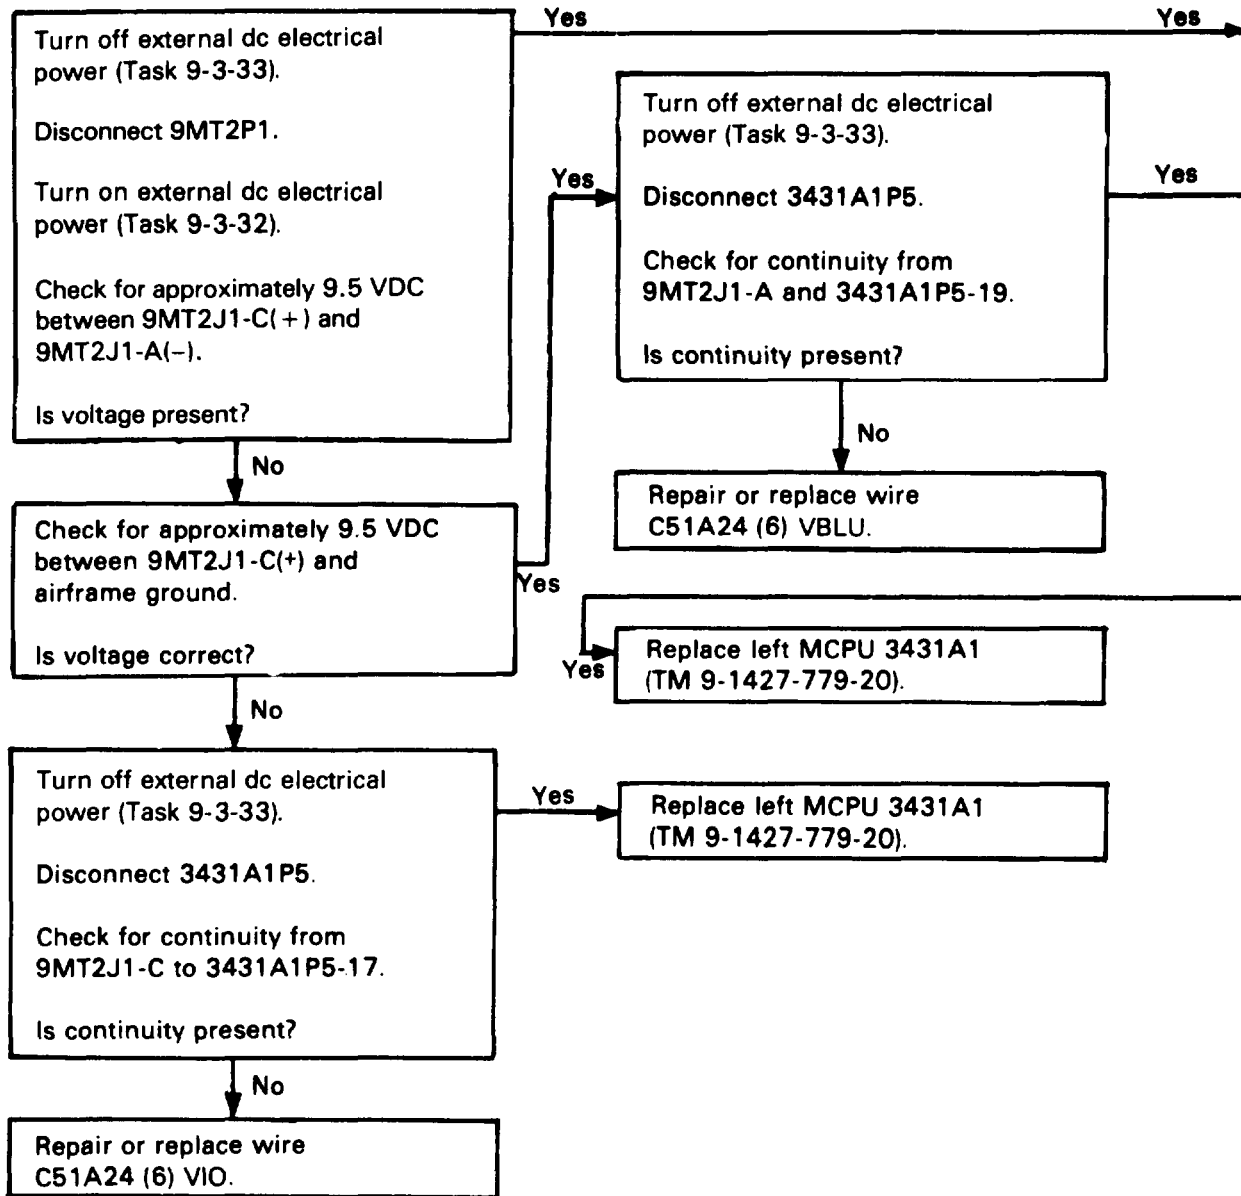 Turn off external dc electrical
power (Task 9-3-33).
Disconnect 9MT2P1.
Turn on external dc electrical
power (Task 9-3-32).
Check for approximately 9.5 VDC
between 9MT2J1-C(+) and
9MT2J1-A(-).
Is voltage present?
Yes
Yes
No
Check for approximately 9.5 VDC
between 9MT2J1-C(+) and
airframe ground.
Is voltage correct?
Yes
Yes
No
Turn off external dc electrical
power (Task 9-3-33).
Disconnect 3431A1P5.
Check for continuity from
9MT2J1-A and 3431A1P5-19.
Is continuity present?
Yes
No
Repair or replace wire
C51A24 (6) VBLU.
Yes
Replace left MCPU 3431A1
(TM 9-1427-779-20).
Turn off external dc electrical
power (Task 9-3-33).
Disconnect 3431A1P5.
Check for continuity from
9MT2J1-C to 3431A1P5-17.
Is continuity present?
Yes
Replace left MCPU 3431A1
(TM 9-1427-779-20).
No
Repair or replace wire
C51A24 (6) VIO.